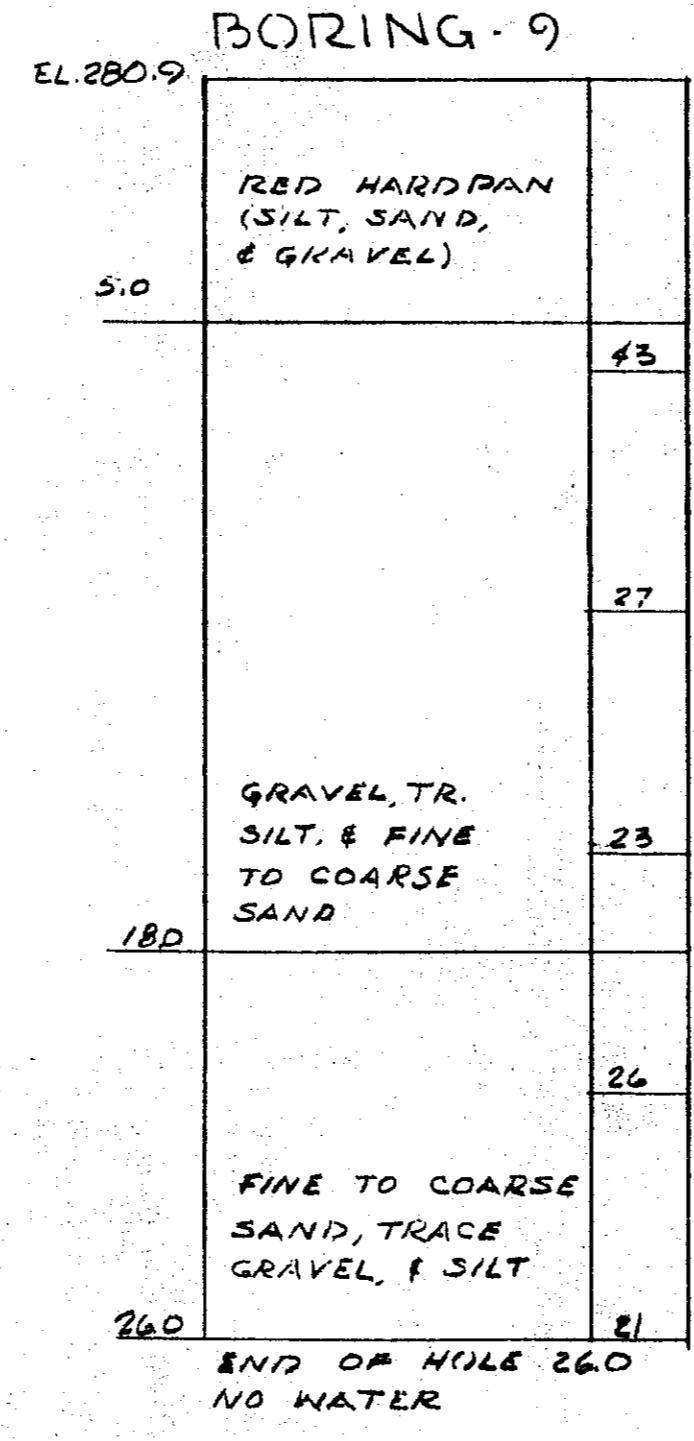 BORING-9
EL.280.9
RED HARDPAN
(SILT, SAND,
& GRAVEL)
5.0
43
27
GRAVEL, TR.
SILT, & FINE
TO COARSE
SAND
23
18.0
26
FINE TO COARSE
SAND, TRACE
GRAVEL, & SILT
26.0
21
END OF HOLE 26.0
NO WATER